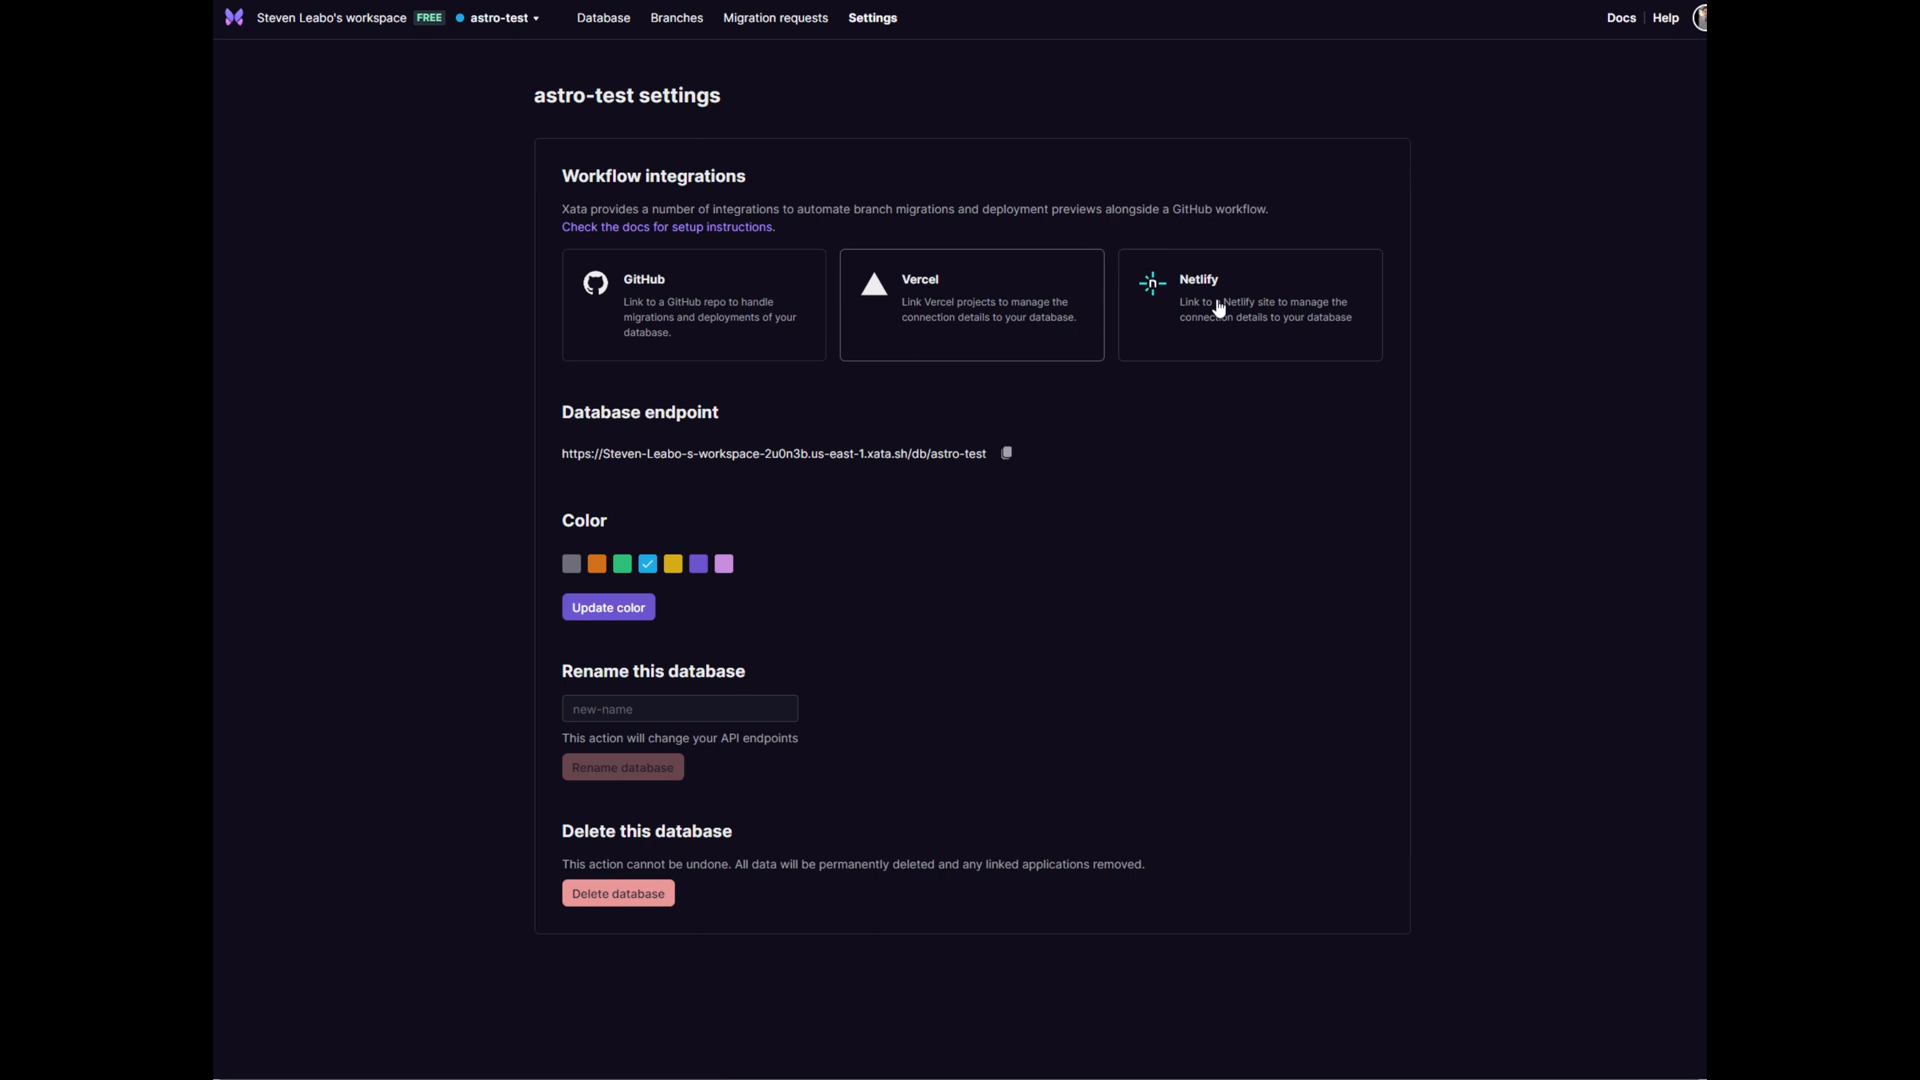 Steven Leabo's workspace FREE astro-test Database Branches Migration requests Settings Docs Help
astro-test settings
Workflow integrations
Xata provides a number of integrations to automate branch migrations and deployment previews alongside a GitHub workflow.
Check the docs for setup instructions.
GitHub
Link to a GitHub repo to handle
migrations and deployments of your
database.
Vercel
Link Vercel projects to manage the
connection details to your database.
Netlify
Link to a Netlify site to manage the
connection details to your database
Database endpoint
https://Steven-Leabo-s-workspace-2u0n3b.us-east-1.xata.sh/db/astro-test
Color
Update color
Rename this database
new-name
This action will change your API endpoints
Rename database
Delete this database
This action cannot be undone. All data will be permanently deleted and any linked applications removed.
Delete database